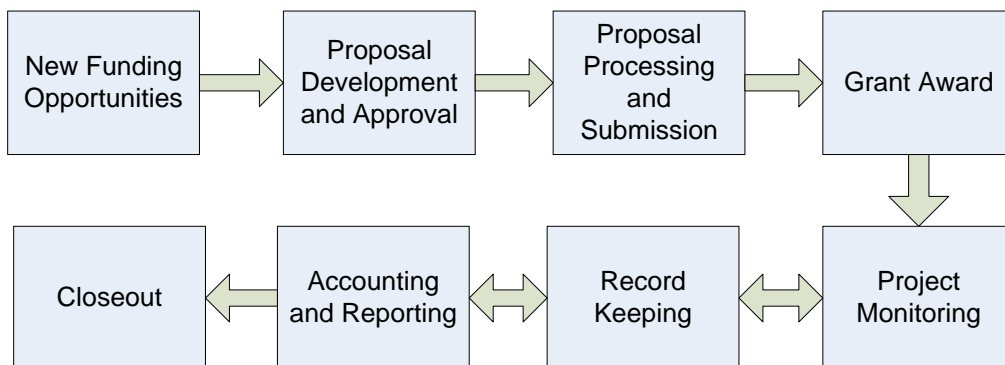 New Funding
Opportunities
Proposal
Development
and Approval
Proposal
Processing
and
Submission
Grant Award
Closeout
Accounting
and Reporting
Record
Keeping
Project
Monitoring